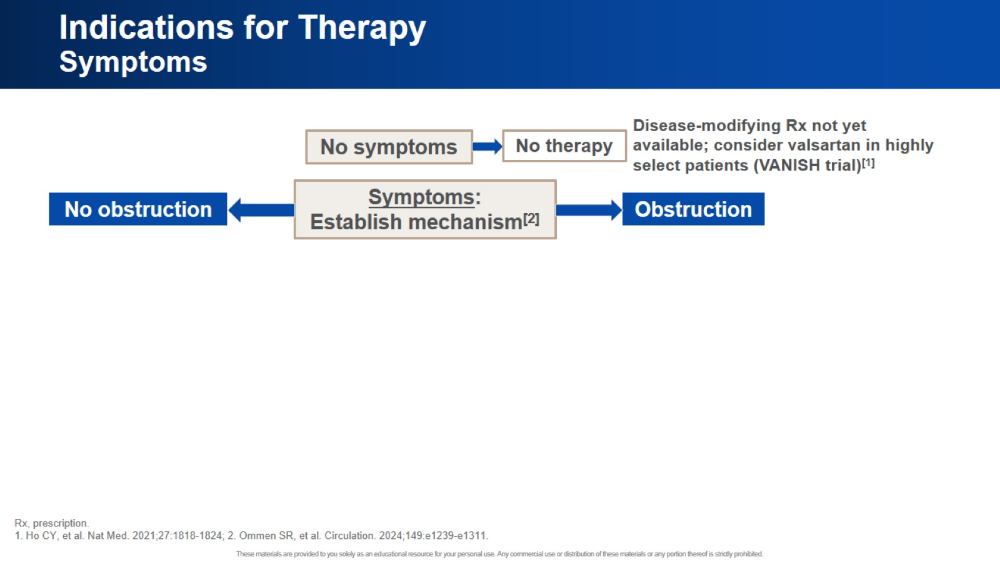 Indications for Therapy
Symptoms
No symptoms
No therapy
Disease-modifying Rx not yet
available; consider valsartan in highly
select patients (VANISH trial)[1]
No obstruction
Symptoms:
Establish mechanism[2]
Obstruction
Rx, prescription.
1. Ho CY, et al. Nat Med. 2021;27:1818-1824; 2. Ommen SR, et al. Circulation. 2024;149:e1239-e1311.
These materials are provided to you solely as an educational resource for your personal use. Any commercial use or distribution of these materials or any portion thereof is strictly prohibited.